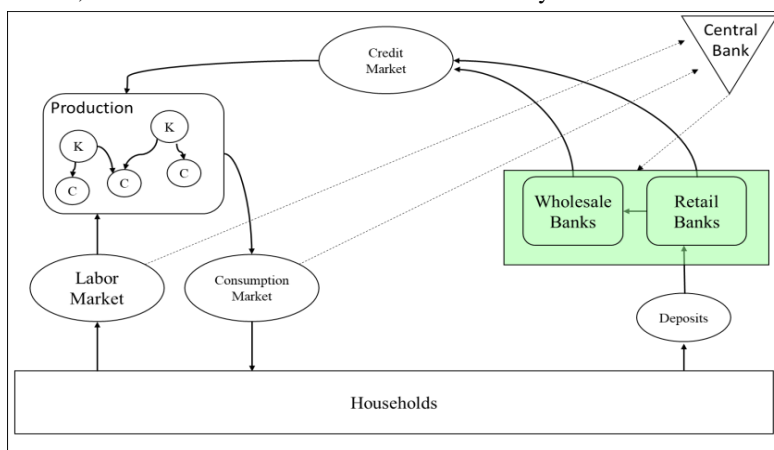 Central
Bank
Credit
Market
Production
K
K
C
C
C
Wholesale
Banks
Retail
Banks
Labor
Market
Consumption
Market
Deposits
Households